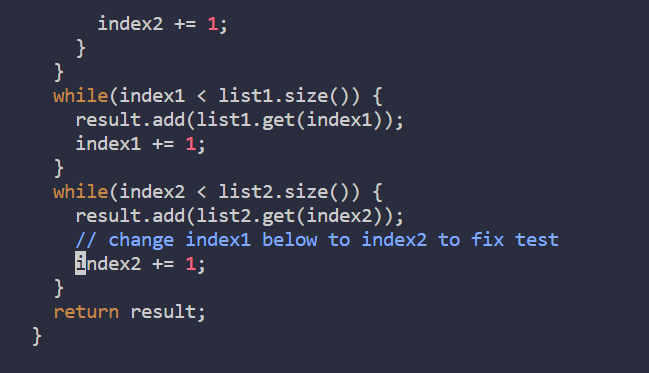 index2 += 1;
}
}
while(index1 < list1.size()) {
result.add(list1.get(index1));
index1 += 1;
}
while(index2 < list2.size()) {
result.add(list2.get(index2));
// change index1 below to index2 to fix test
index2 += 1;
}
return result;
}